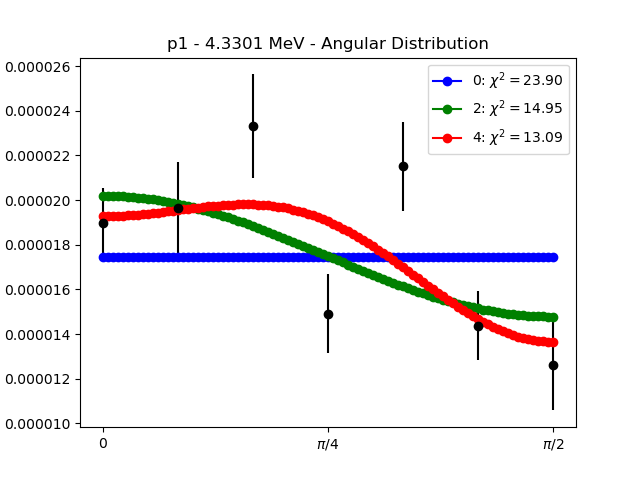 p1 - 4.3301 MeV - Angular Distribution
0.000026
0.000024
0.000022
0.000020
0.000018
0.000016
0.000014
0.000012
0.000010
0: χ² = 23.90
2: χ² = 14.95
4: χ² = 13.09
0
π/4
π/2